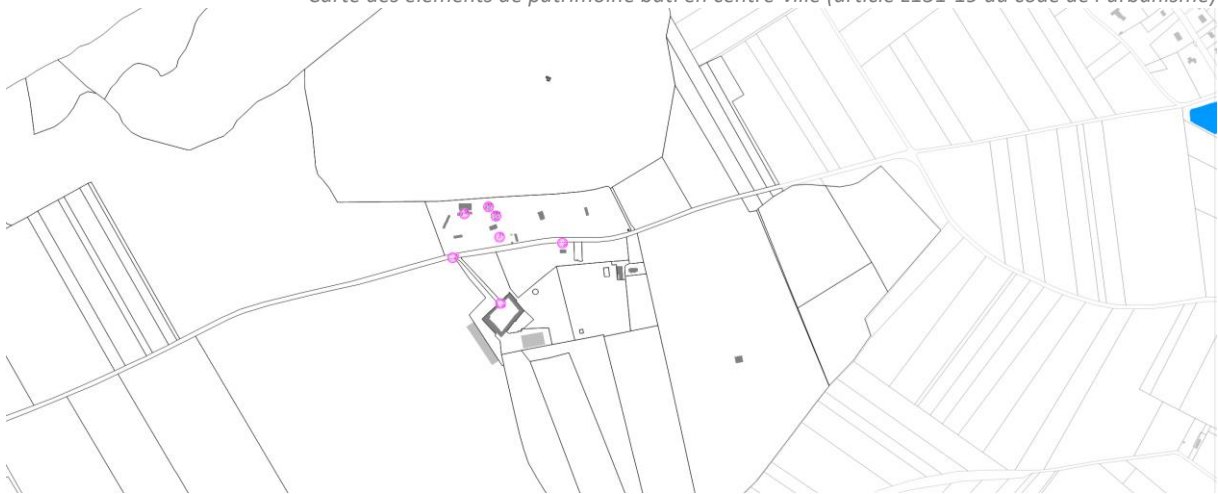 Carte des éléments de patrimoine bâti en centre-ville (article L151-19 du code de l'urbanisme)